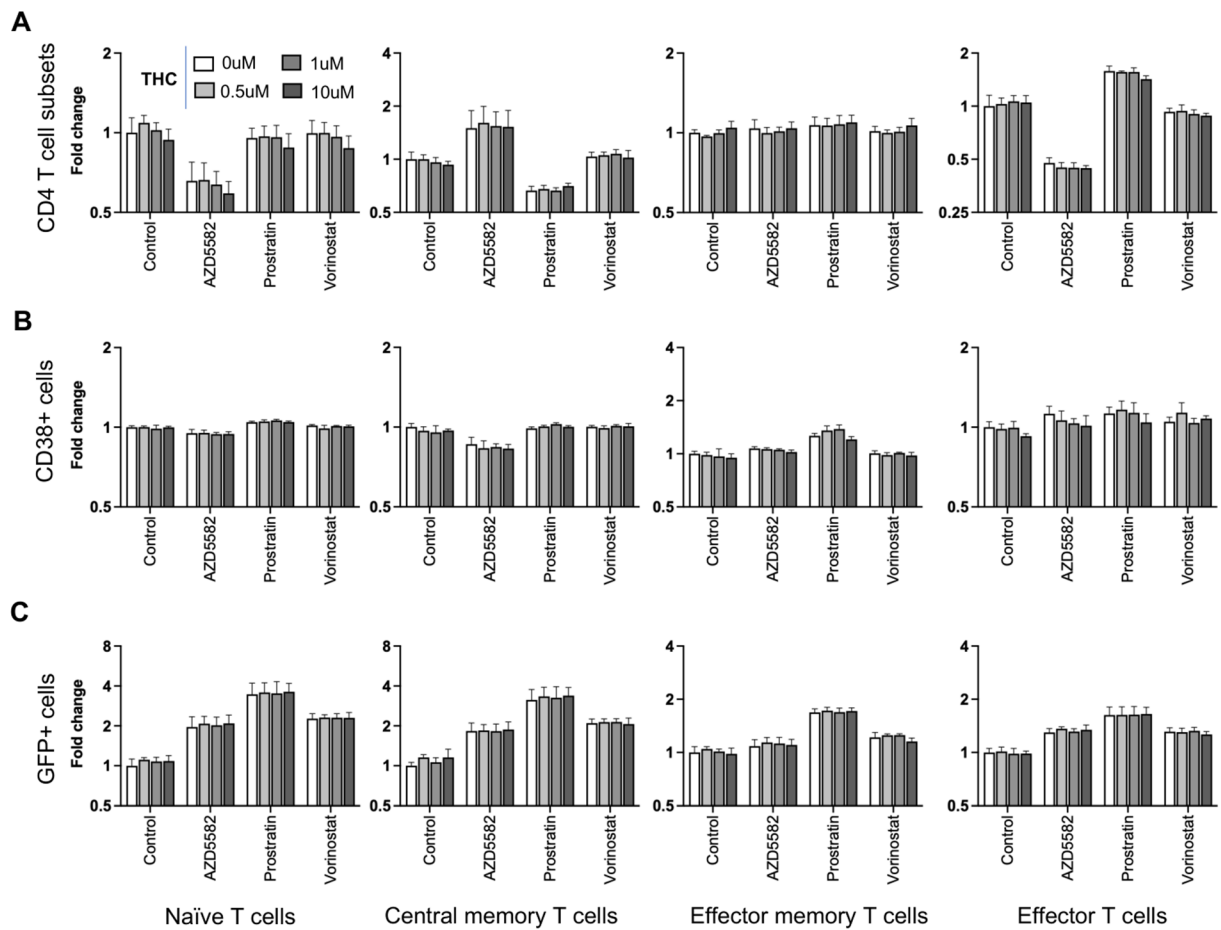 A
CD4 T cell subsets
Fold change
2
1
0.5
THC
0uM
1uM
0.5uM
10uM
Control
AZD5582
Prostratin
Vorinostat
4
2
1
0.5
Control
AZD5582
Prostratin
Vorinostat
2
1
0.5
Control
AZD5582
Prostratin
Vorinostat
2
1
0.5
0.25
Control
AZD5582
Prostratin
Vorinostat
B
CD38+ cells
Fold change
2
1
0.5
Control
AZD5582
Prostratin
Vorinostat
2
1
0.5
Control
AZD5582
Prostratin
Vorinostat
4
2
1
0.5
Control
AZD5582
Prostratin
Vorinostat
2
1
0.5
Control
AZD5582
Prostratin
Vorinostat
C
GFP+ cells
Fold change
8
4
2
1
0.5
Control
AZD5582
Prostratin
Vorinostat
8
4
2
1
0.5
Control
AZD5582
Prostratin
Vorinostat
4
2
1
0.5
Control
AZD5582
Prostratin
Vorinostat
4
2
1
0.5
Control
AZD5582
Prostratin
Vorinostat
Naïve T cells
Central memory T cells
Effector memory T cells
Effector T cells